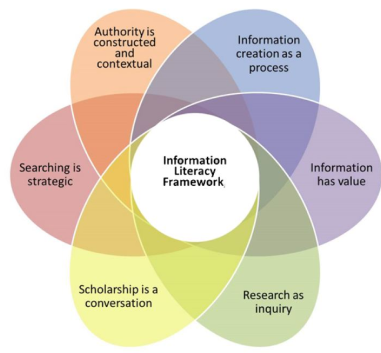 Authority is
constructed
and
contextual
Information
creation as a
process
Searching is
strategic
Information
Literacy
Framework
Information
has value
Scholarship is a
conversation
Research as
inquiry